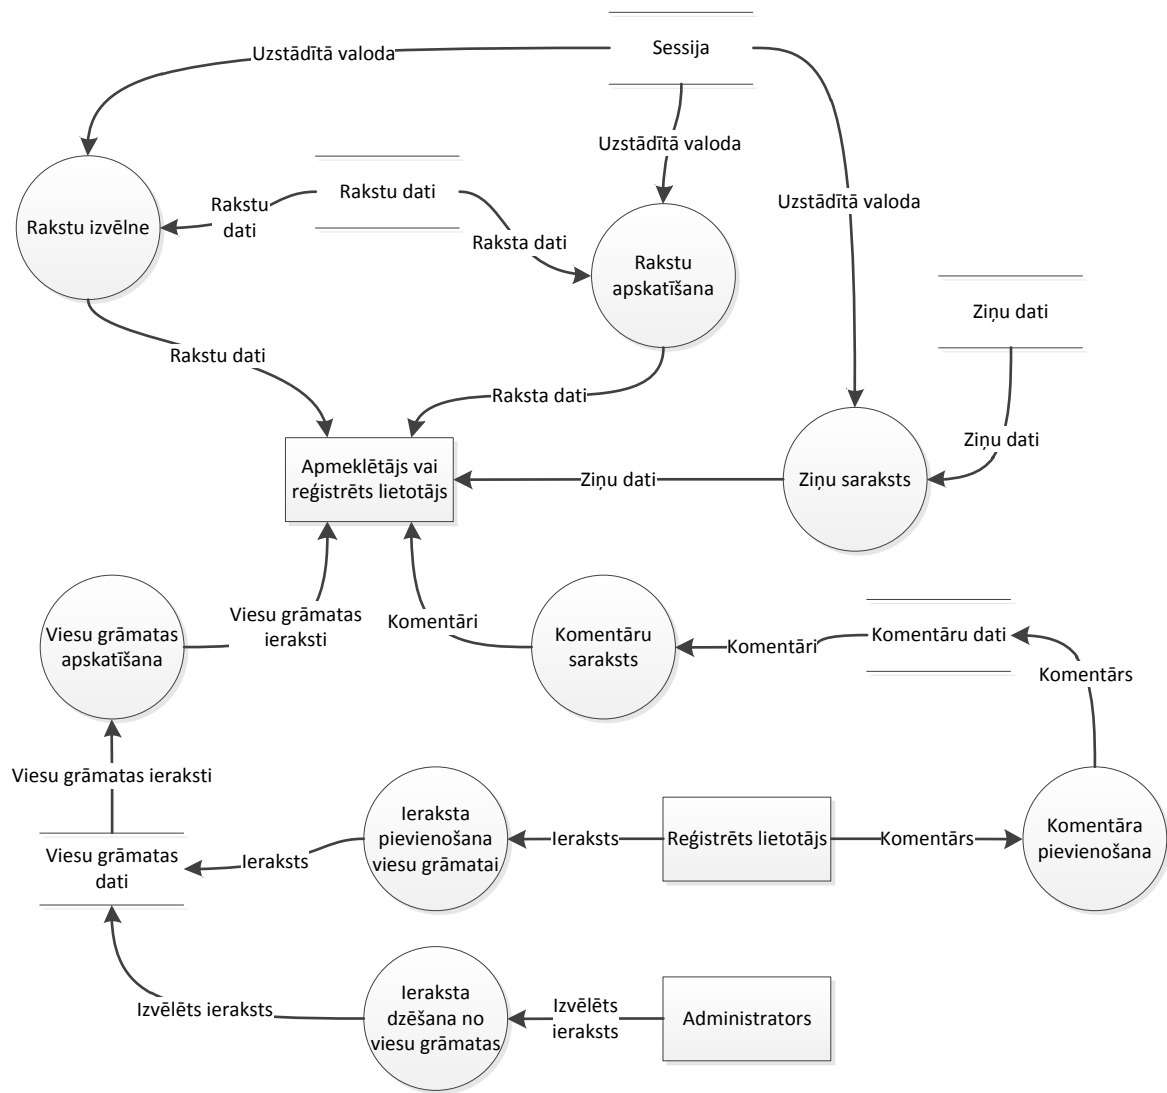 Sessija
Uzstādītā valoda
Uzstādītā valoda
Rakstu dati
Uzstādītā valoda
Rakstu
dati
Rakstu izvēlne
Raksta dati
Rakstu
apskatīšana
Ziņu dati
Rakstu dati
Raksta dati
Ziņu dati
Apmeklētājs vai
reģistrēts lietotājs
Ziņu dati
Ziņu saraksts
Viesu grāmatas
apskatīšana
Viesu grāmatas
ieraksti
Komentāri
Komentāru
saraksts
Komentāri
Komentāru dati
Komentārs
Viesu grāmatas ieraksti
Viesu grāmatas
dati
Ieraksts
Ieraksta
pievienošana
viesu grāmatai
Ieraksts
Reģistrēts lietotājs
Komentārs
Komentāra
pievienošana
Izvēlēts ieraksts
Ieraksta
dzēšana no
viesu grāmatas
Izvēlēts
ieraksts
Administrators